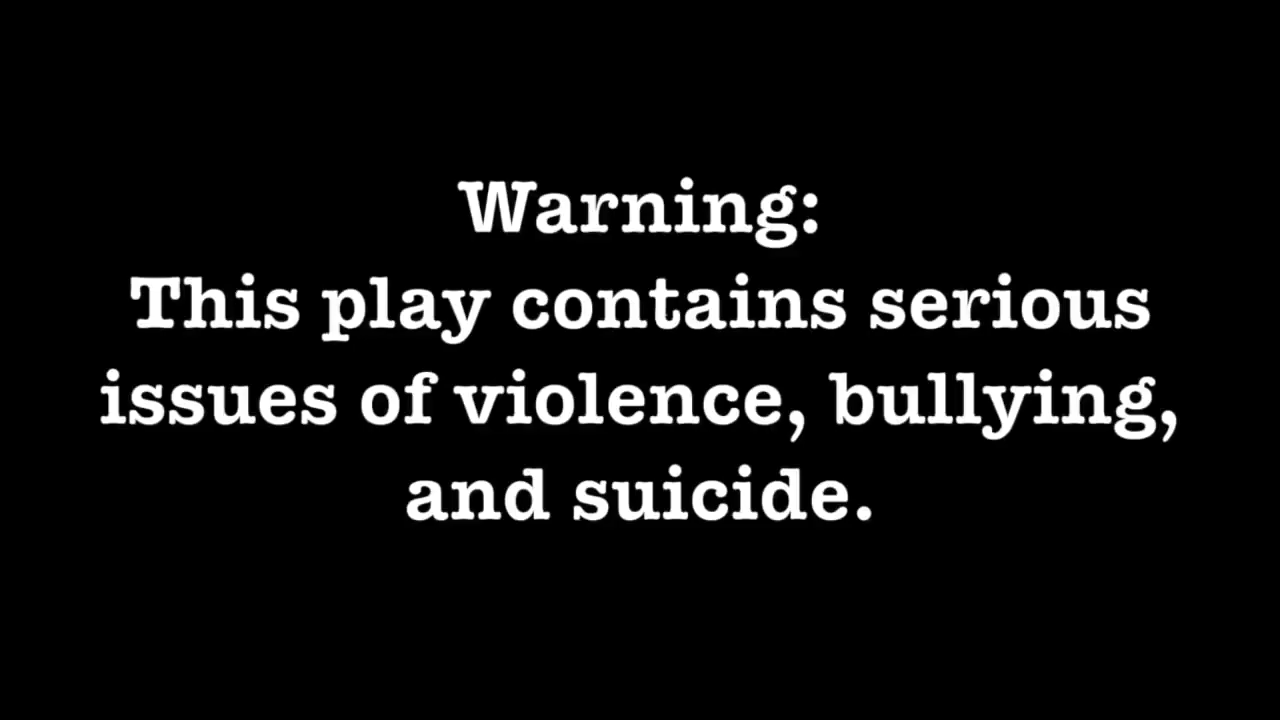 Warning:
This play contains serious
issues of violence, bullying,
and suicide.